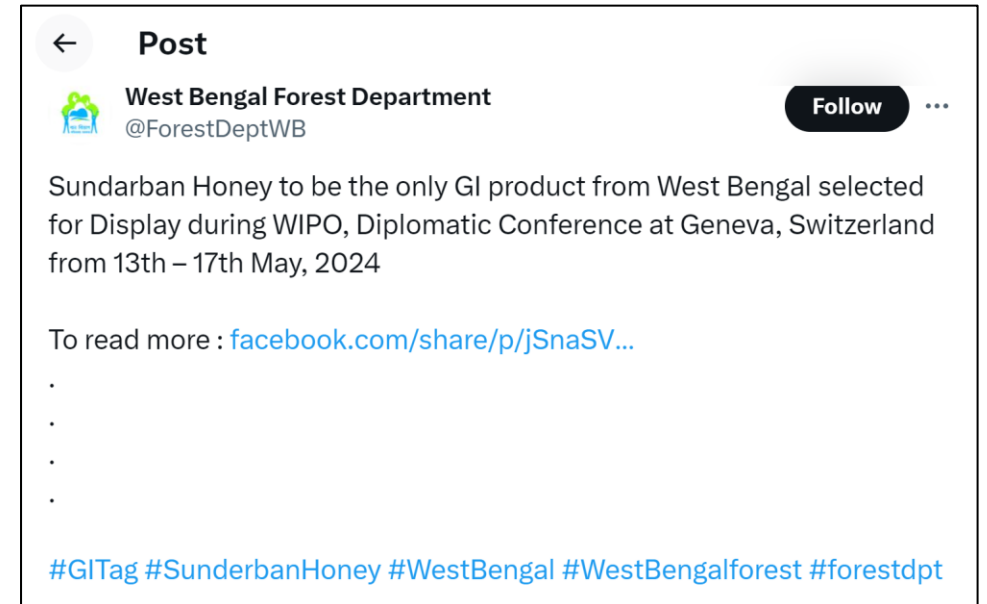 Post
West Bengal Forest Department
@ForestDeptWB
Follow
Sundarban Honey to be the only GI product from West Bengal selected
for Display during WIPO, Diplomatic Conference at Geneva, Switzerland
from 13th – 17th May, 2024
To read more : facebook.com/share/p/jSnaSV...
.
.
.
.
#GITag #SunderbanHoney #WestBengal #WestBengalforest #forestdpt